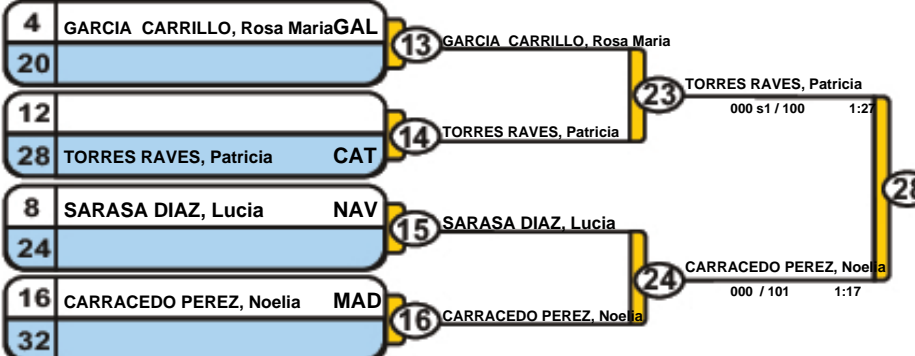 4 GARCIA CARRILLO, Rosa Maria GAL
20
13 GARCIA CARRILLO, Rosa Maria
12
28 TORRES RAVES, Patricia CAT
14 TORRES RAVES, Patricia
23 TORRES RAVES, Patricia
000 s1 / 100 1:27
8 SARASA DIAZ, Lucia NAV
24
15 SARASA DIAZ, Lucia
16 CARRACEDO PEREZ, Noelia MAD
32
16 CARRACEDO PEREZ, Noelia
24 CARRACEDO PEREZ, Noelia
000 / 101 1:17
28